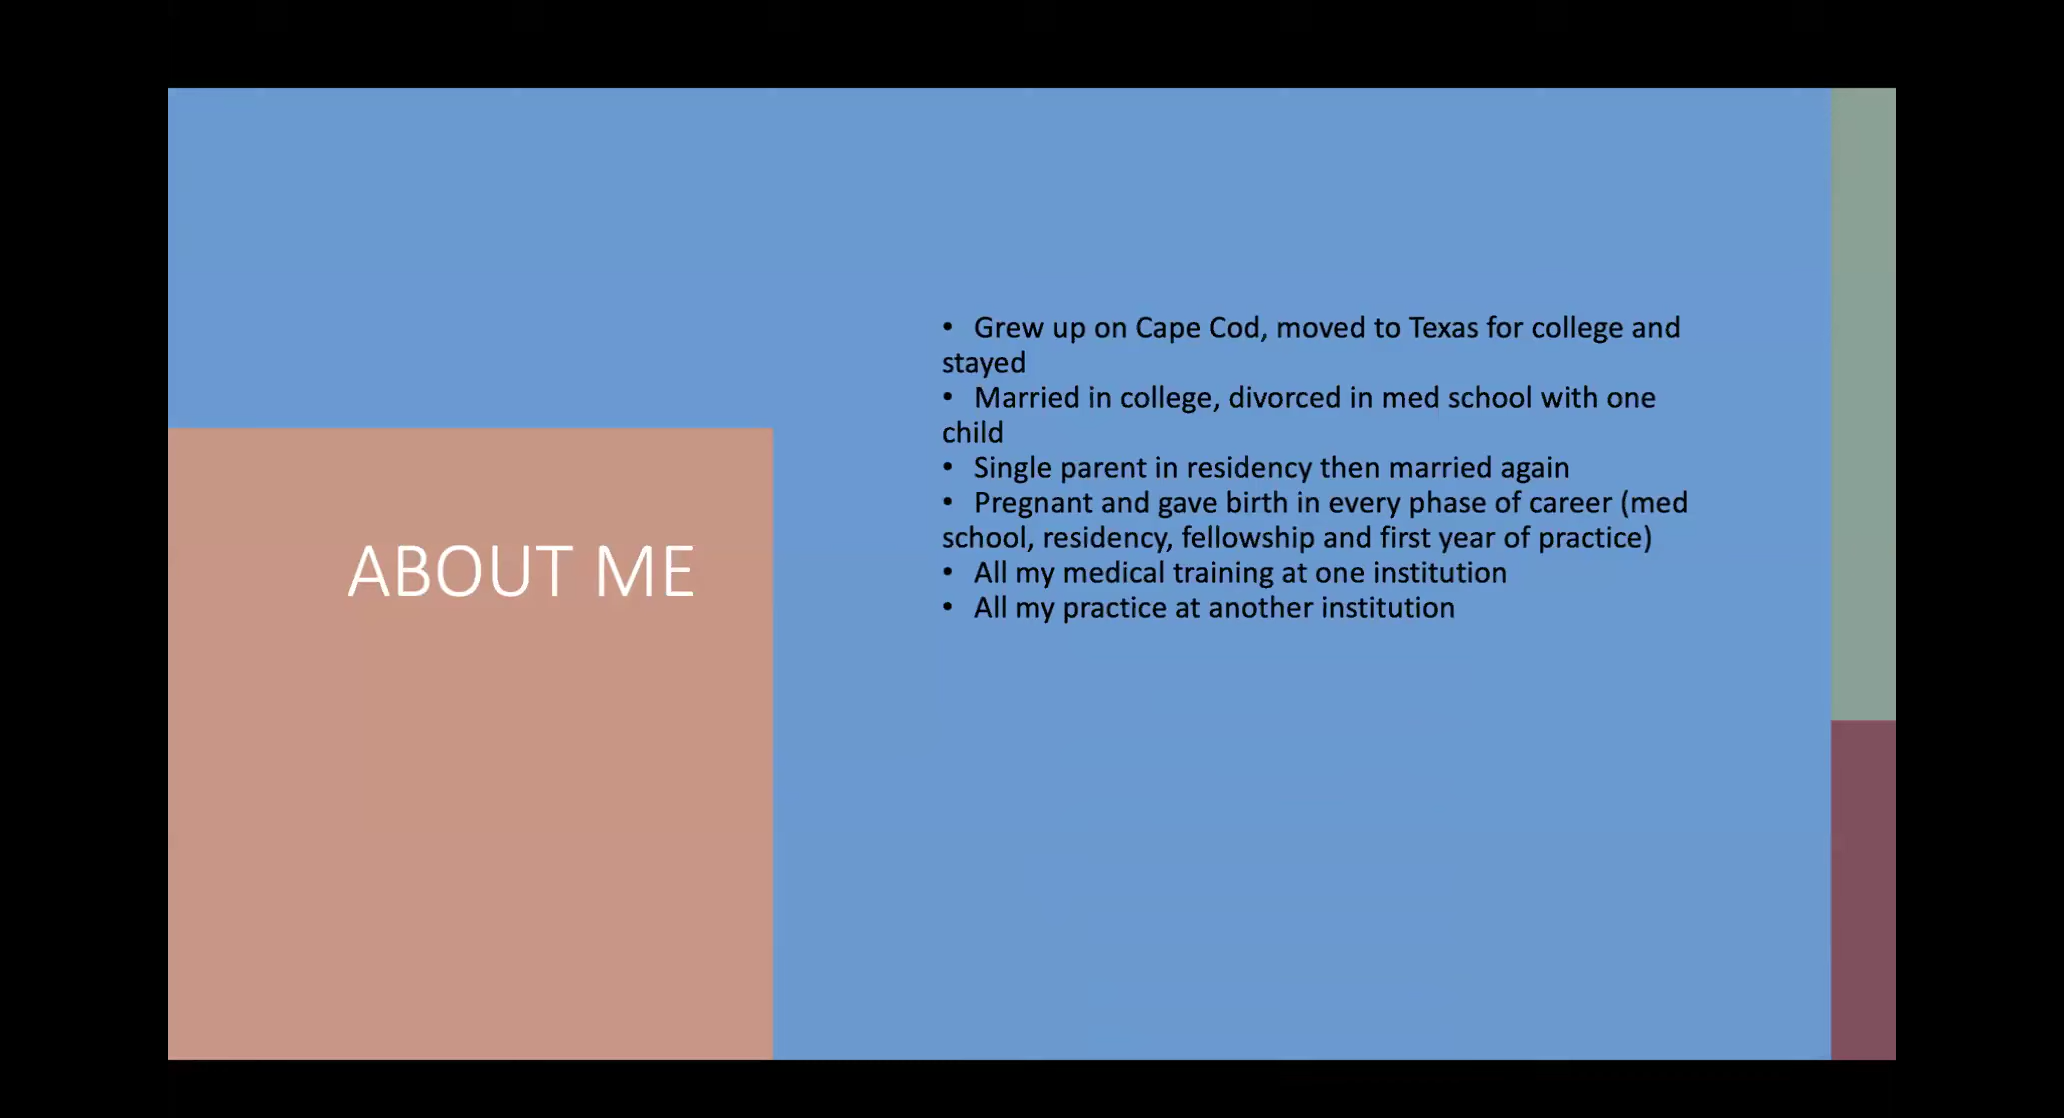 ABOUT ME
• Grew up on Cape Cod, moved to Texas for college and
stayed
• Married in college, divorced in med school with one
child
• Single parent in residency then married again
• Pregnant and gave birth in every phase of career (med
school, residency, fellowship and first year of practice)
• All my medical training at one institution
• All my practice at another institution